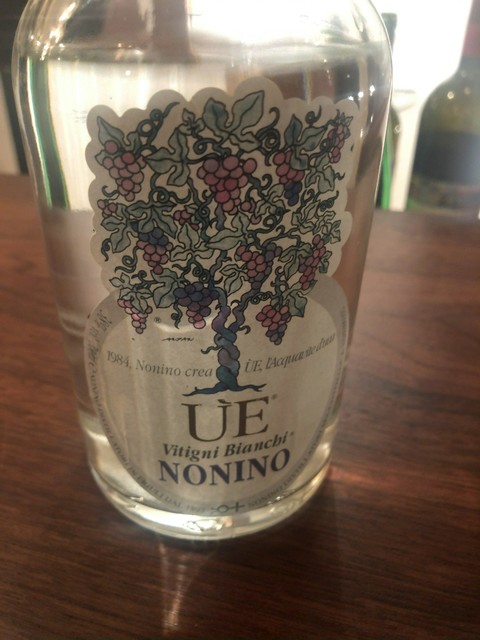 1984, Nonino crea ÙE, l'Acquavite d'uva
ÙE®
Vitigni Bianchi®
NONINO